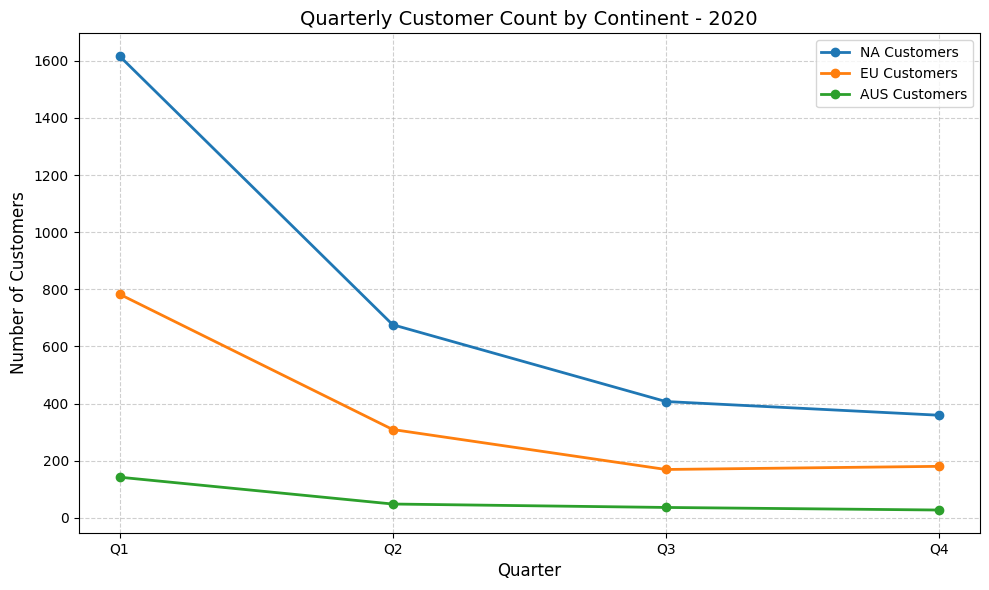 Quarterly Customer Count by Continent - 2020
NA Customers
EU Customers
AUS Customers
Number of Customers
1600
1400
1200
1000
800
600
400
200
0
Q1 Q2 Q3 Q4
Quarter